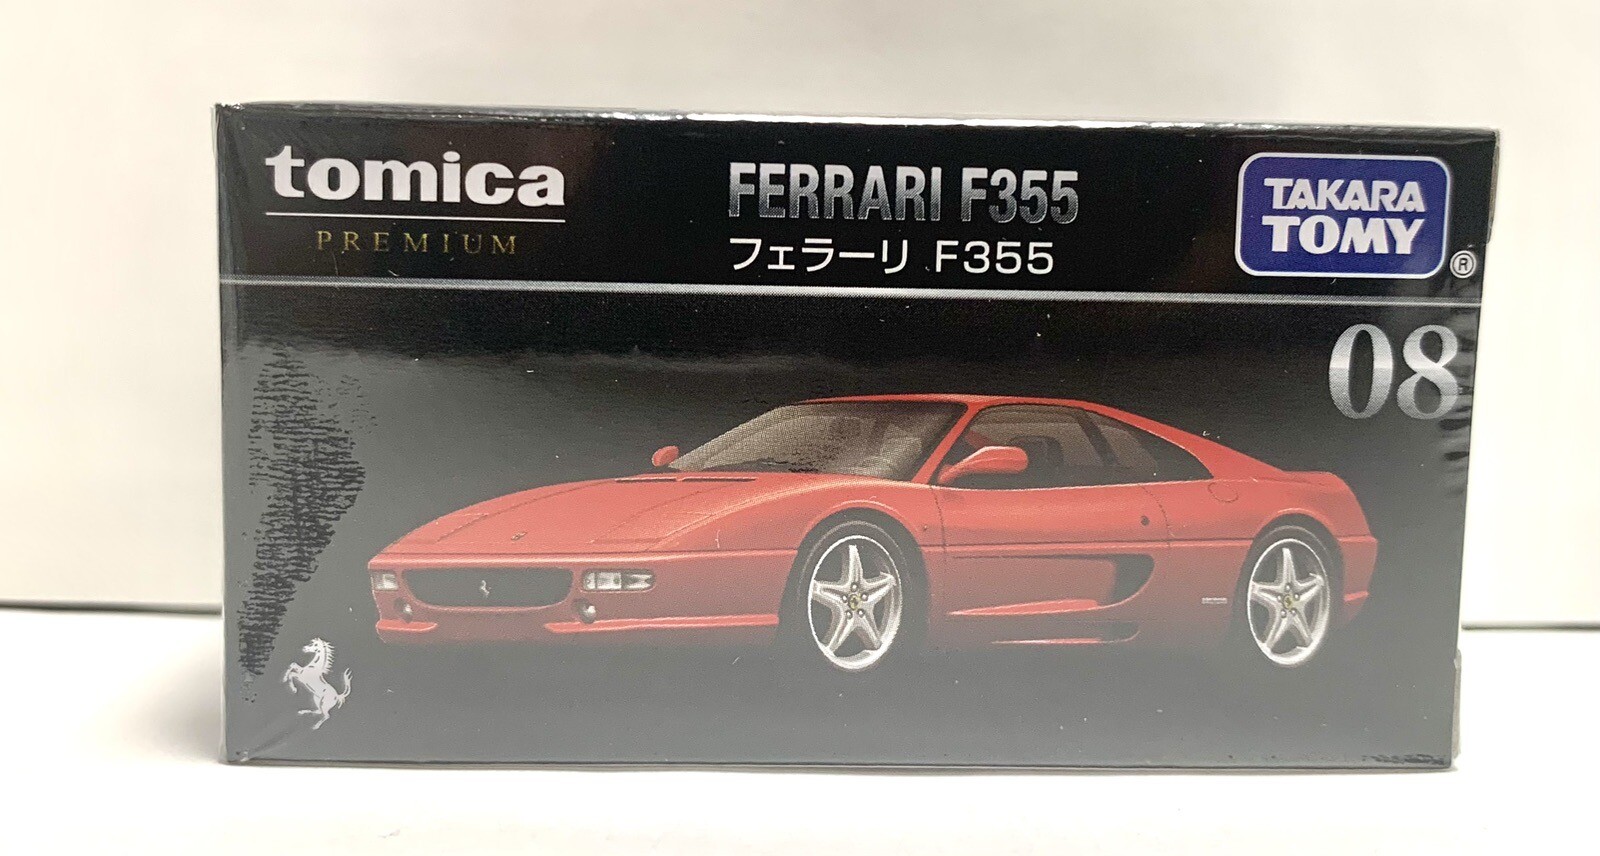 tomica
PREMIUM
FERRARI F355
フェラーリ F355
TAKARA
TOMY
®
08